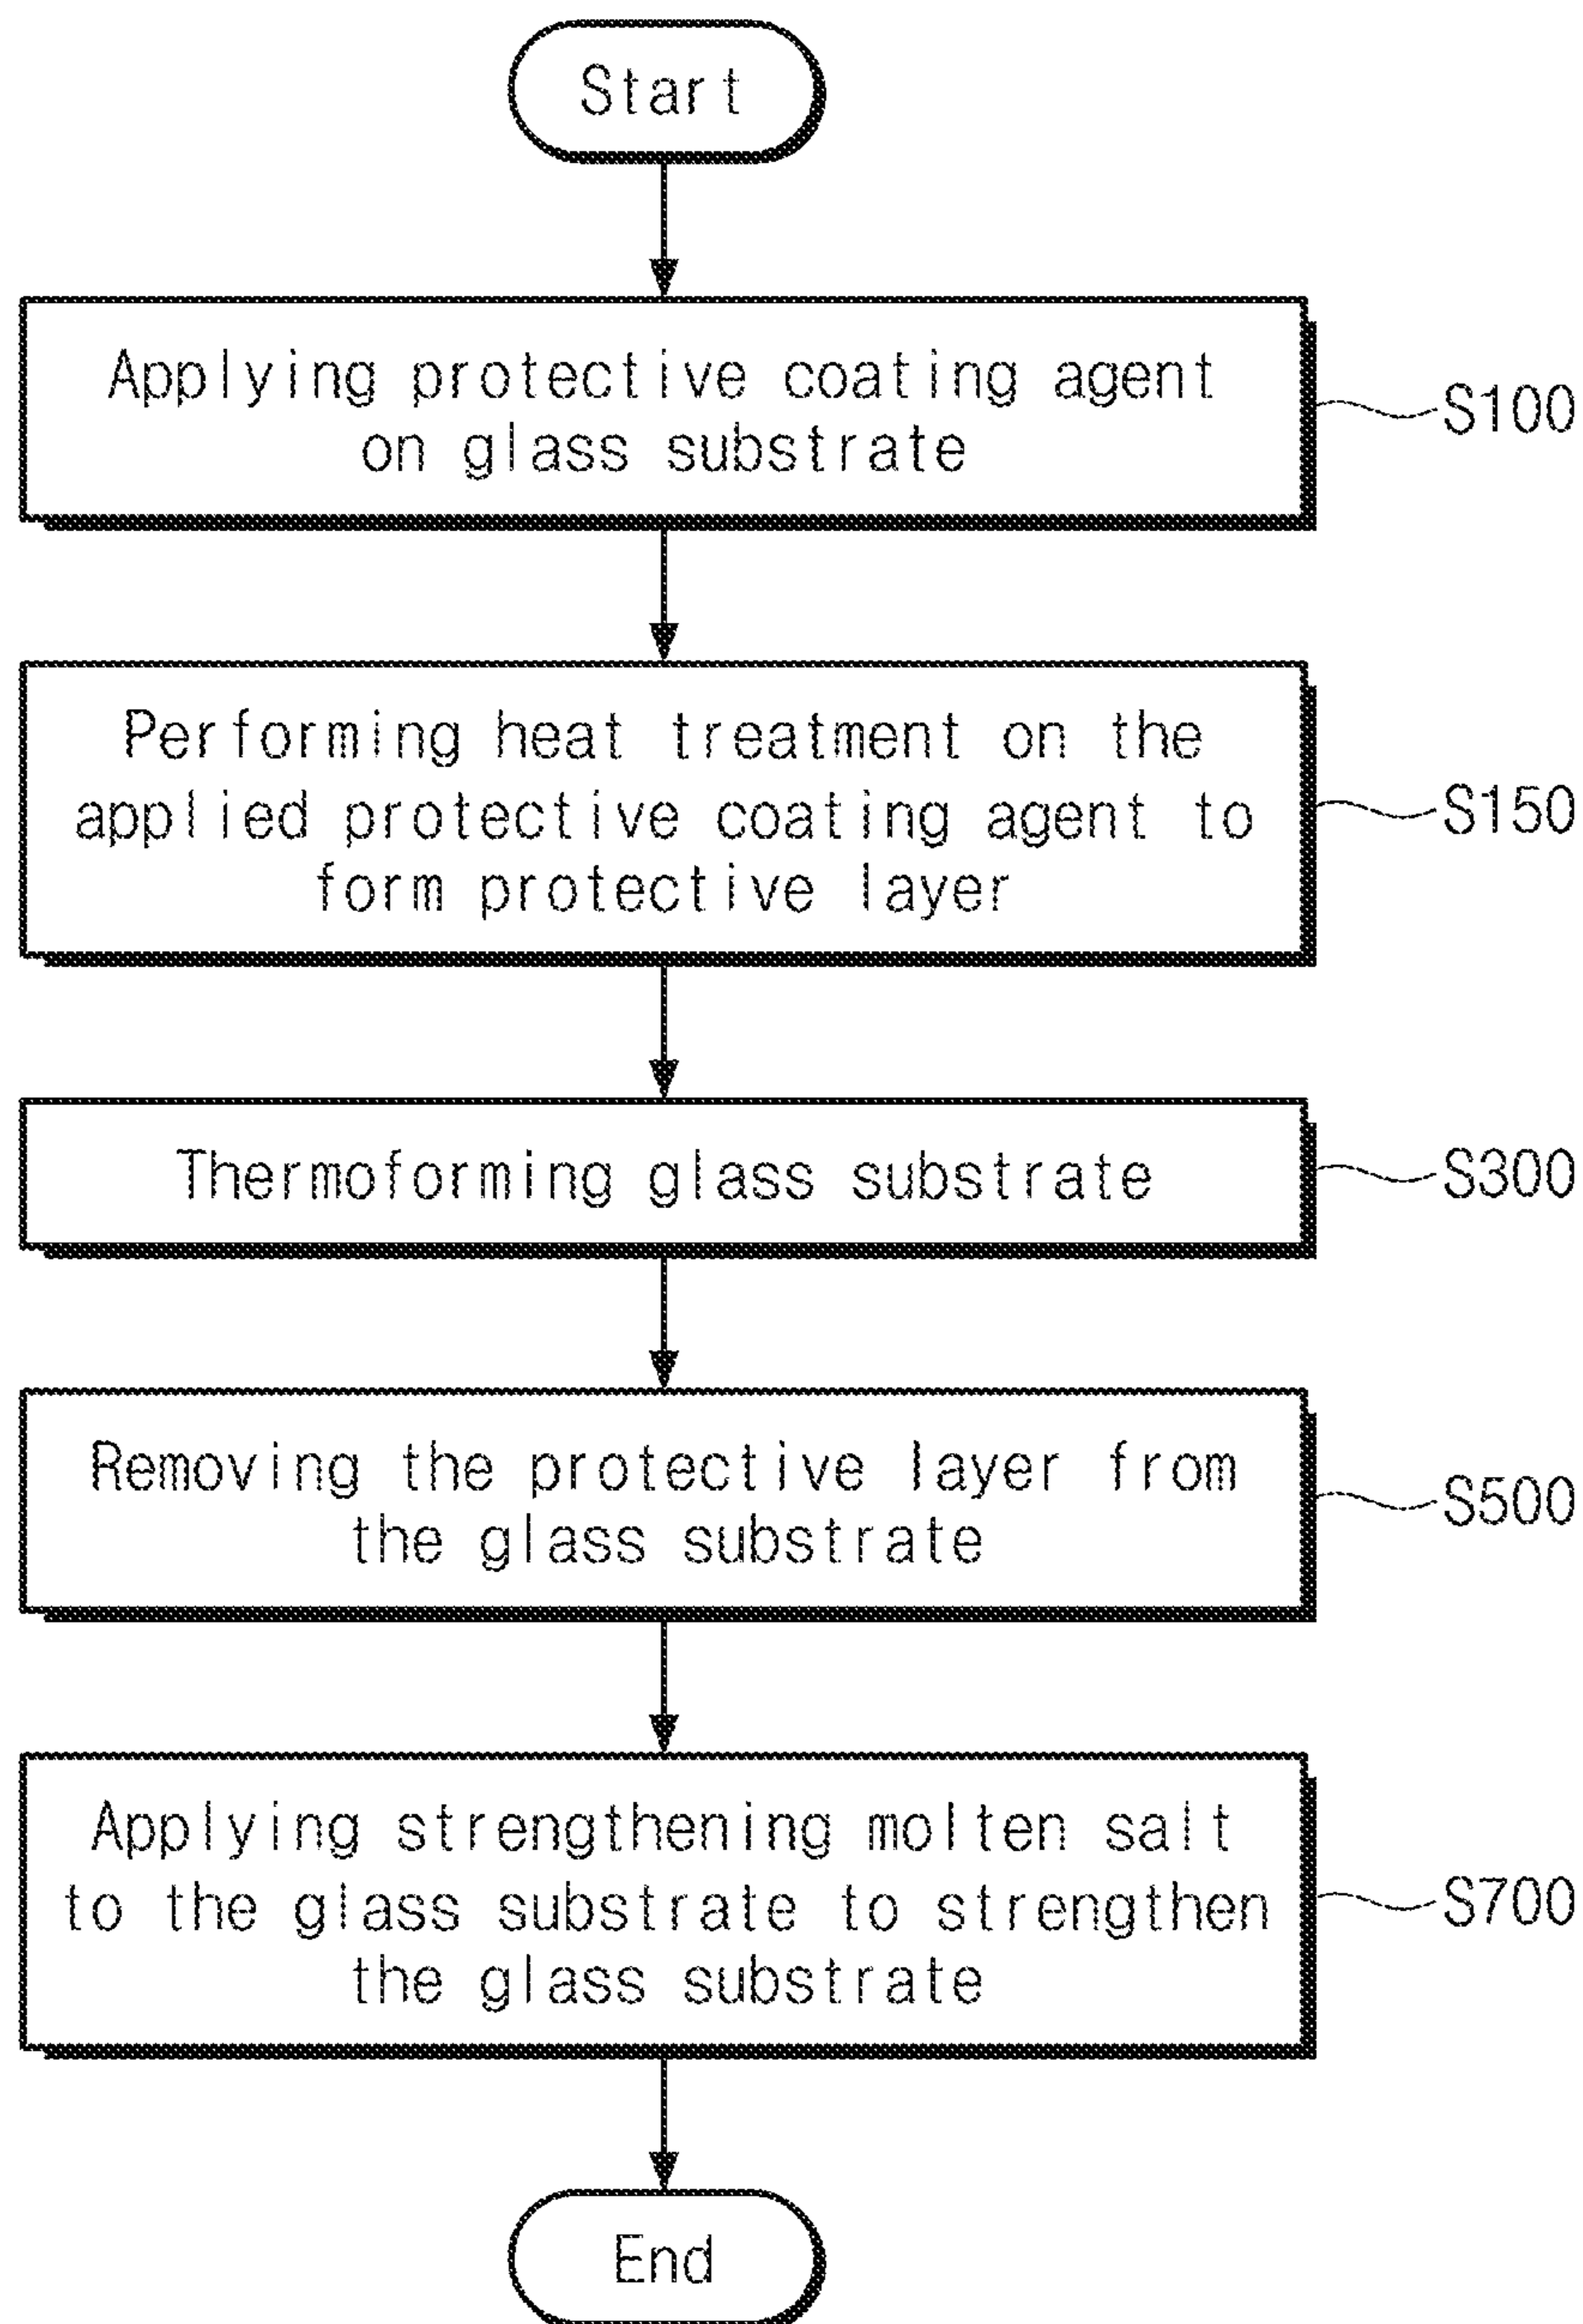 Start
Applying protective coating agent
on glass substrate
S100
Performing heat treatment on the
applied protective coating agent to
form protective layer
S150
Thermoforming glass substrate
S300
Removing the protective layer from
the glass substrate
S500
Applying strengthening molten salt
to the glass substrate to strengthen
the glass substrate
S700
End